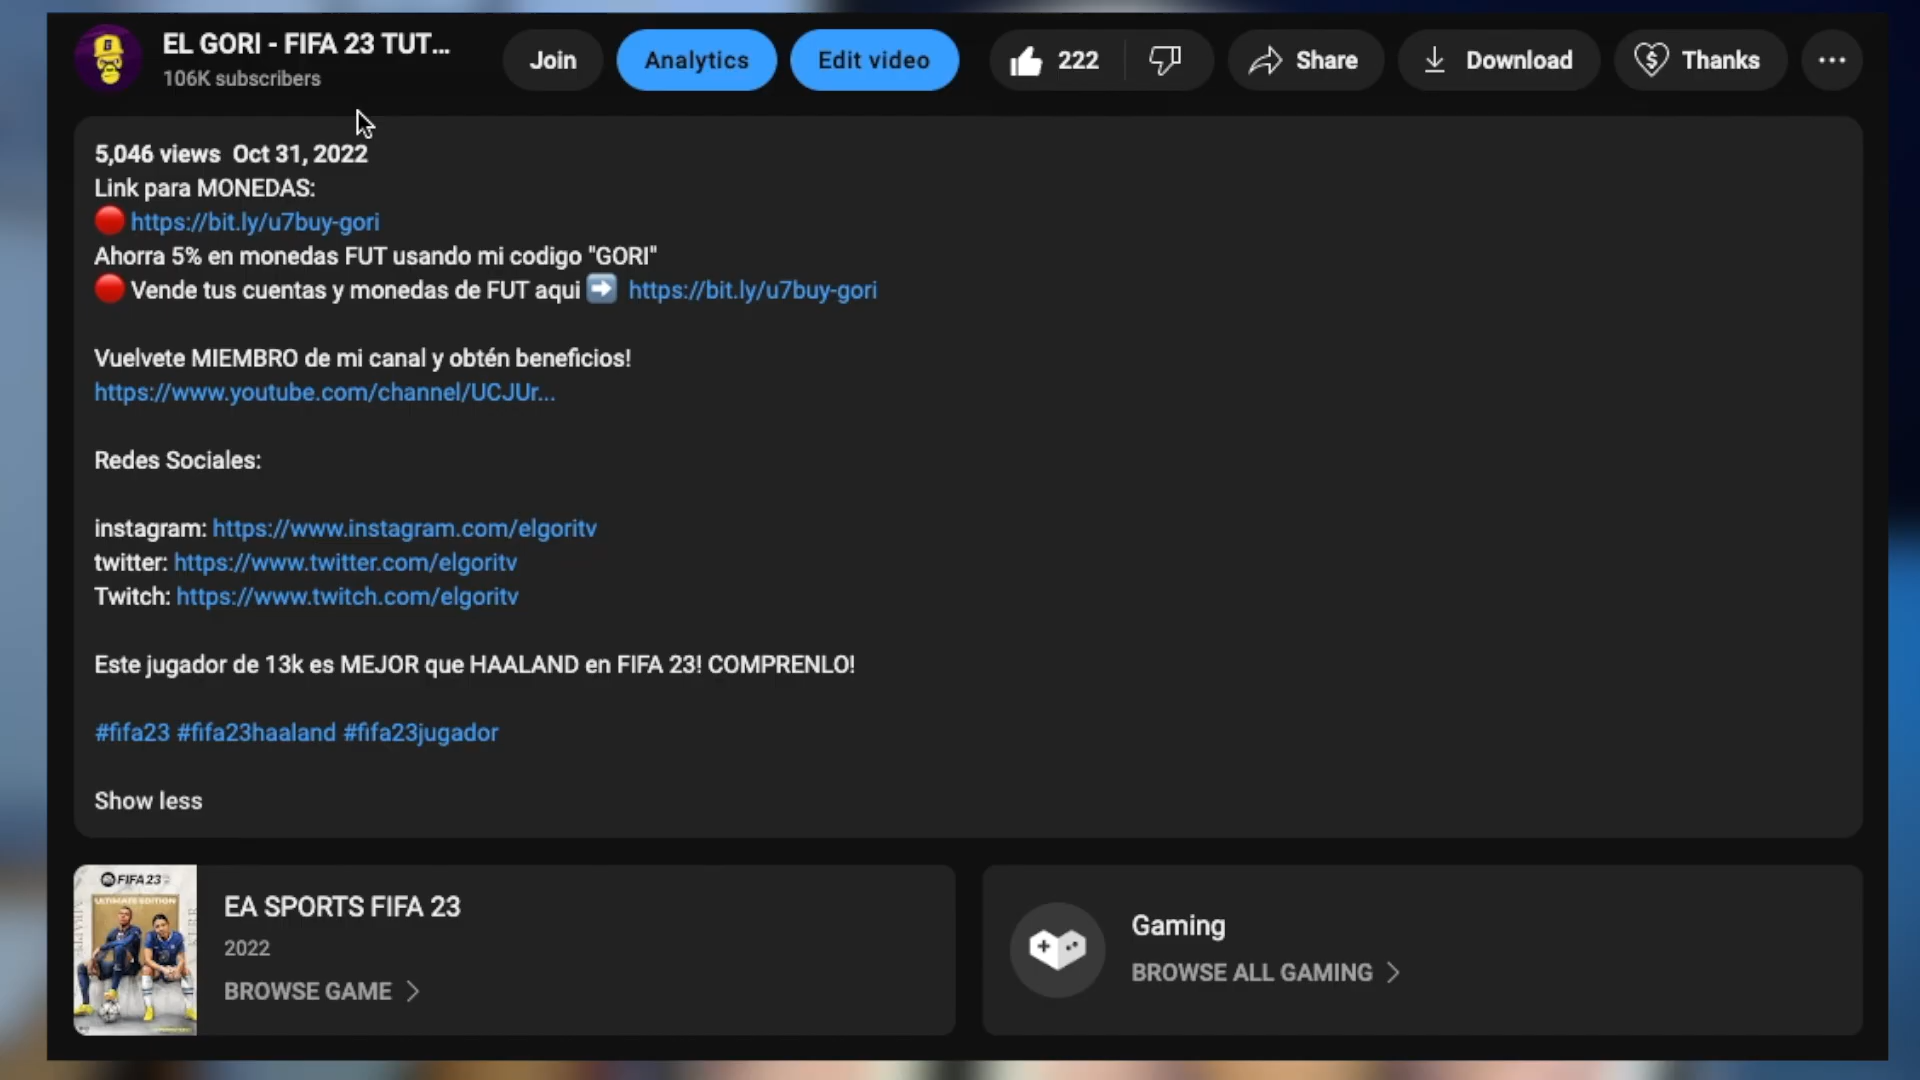 EL GORI - FIFA 23 TUT...
106K subscribers
Join
Analytics
Edit video
222
Share
Download
Thanks
5,046 views Oct 31, 2022
Link para MONEDAS:
🔴 https://bit.ly/u7buy-gori
Ahorra 5% en monedas FUT usando mi codigo "GORI"
🔴 Vende tus cuentas y monedas de FUT aqui ➡️ https://bit.ly/u7buy-gori
Vuelvete MIEMBRO de mi canal y obtén beneficios!
https://www.youtube.com/channel/UCJUr...
Redes Sociales:
instagram: https://www.instagram.com/elgoritv
twitter: https://www.twitter.com/elgoritv
Twitch: https://www.twitch.com/elgoritv
Este jugador de 13k es MEJOR que HAALAND en FIFA 23! COMPRENLO!
#fifa23 #fifa23haaland #fifa23jugador
Show less
FIFA 23
ULTIMATE EDITION
EA SPORTS FIFA 23
2022
BROWSE GAME
Gaming
BROWSE ALL GAMING